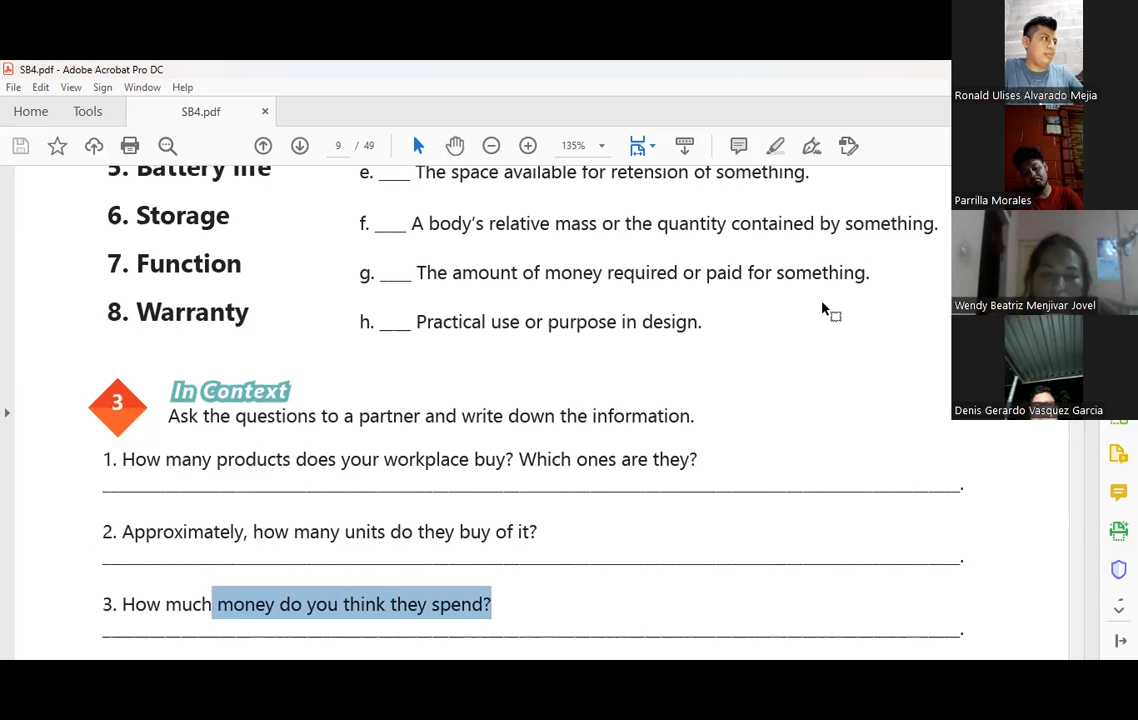 SB4.pdf - Adobe Acrobat Pro DC
File Edit View Sign Window Help
Home Tools SB4.pdf ×
9 / 49 135%
5. Battery life e. ____ The space available for retension of something.
6. Storage f. ____ A body's relative mass or the quantity contained by something.
7. Function g. ____ The amount of money required or paid for something.
8. Warranty h. ____ Practical use or purpose in design.
3 In Context
Ask the questions to a partner and write down the information.
1. How many products does your workplace buy? Which ones are they?
2. Approximately, how many units do they buy of it?
3. How much money do you think they spend?
Ronald Ulises Alvarado Mejia
Parrilla Morales
Wendy Beatriz Menjivar Jovel
Denis Gerardo Vasquez Garcia